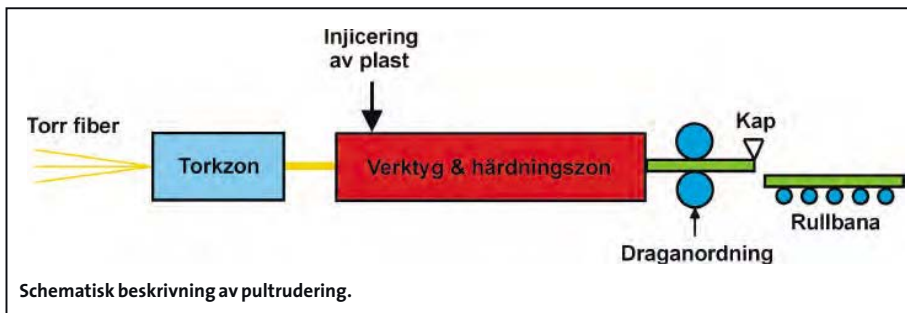 Injicering
av plast
Torr fiber
Torkzon
Verktyg & härdningszon
Kap
Rullbana
Draganordning
Schematisk beskrivning av pultrudering.